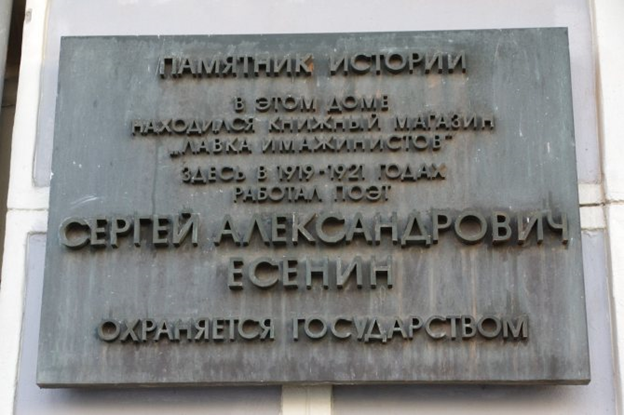 ПАМЯТНИК ИСТОРИИ
В ЭТОМ ДОМЕ
НАХОДИЛСЯ КНИЖНЫЙ МАГАЗИН
„ЛАВКА ИМАЖИНИСТОВ"
ЗДЕСЬ В 1919-1921 ГОДАХ
РАБОТАЛ ПОЭТ
СЕРГЕЙ АЛЕКСАНДРОВИЧ
ЕСЕНИН
ОХРАНЯЕТСЯ ГОСУДАРСТВОМ